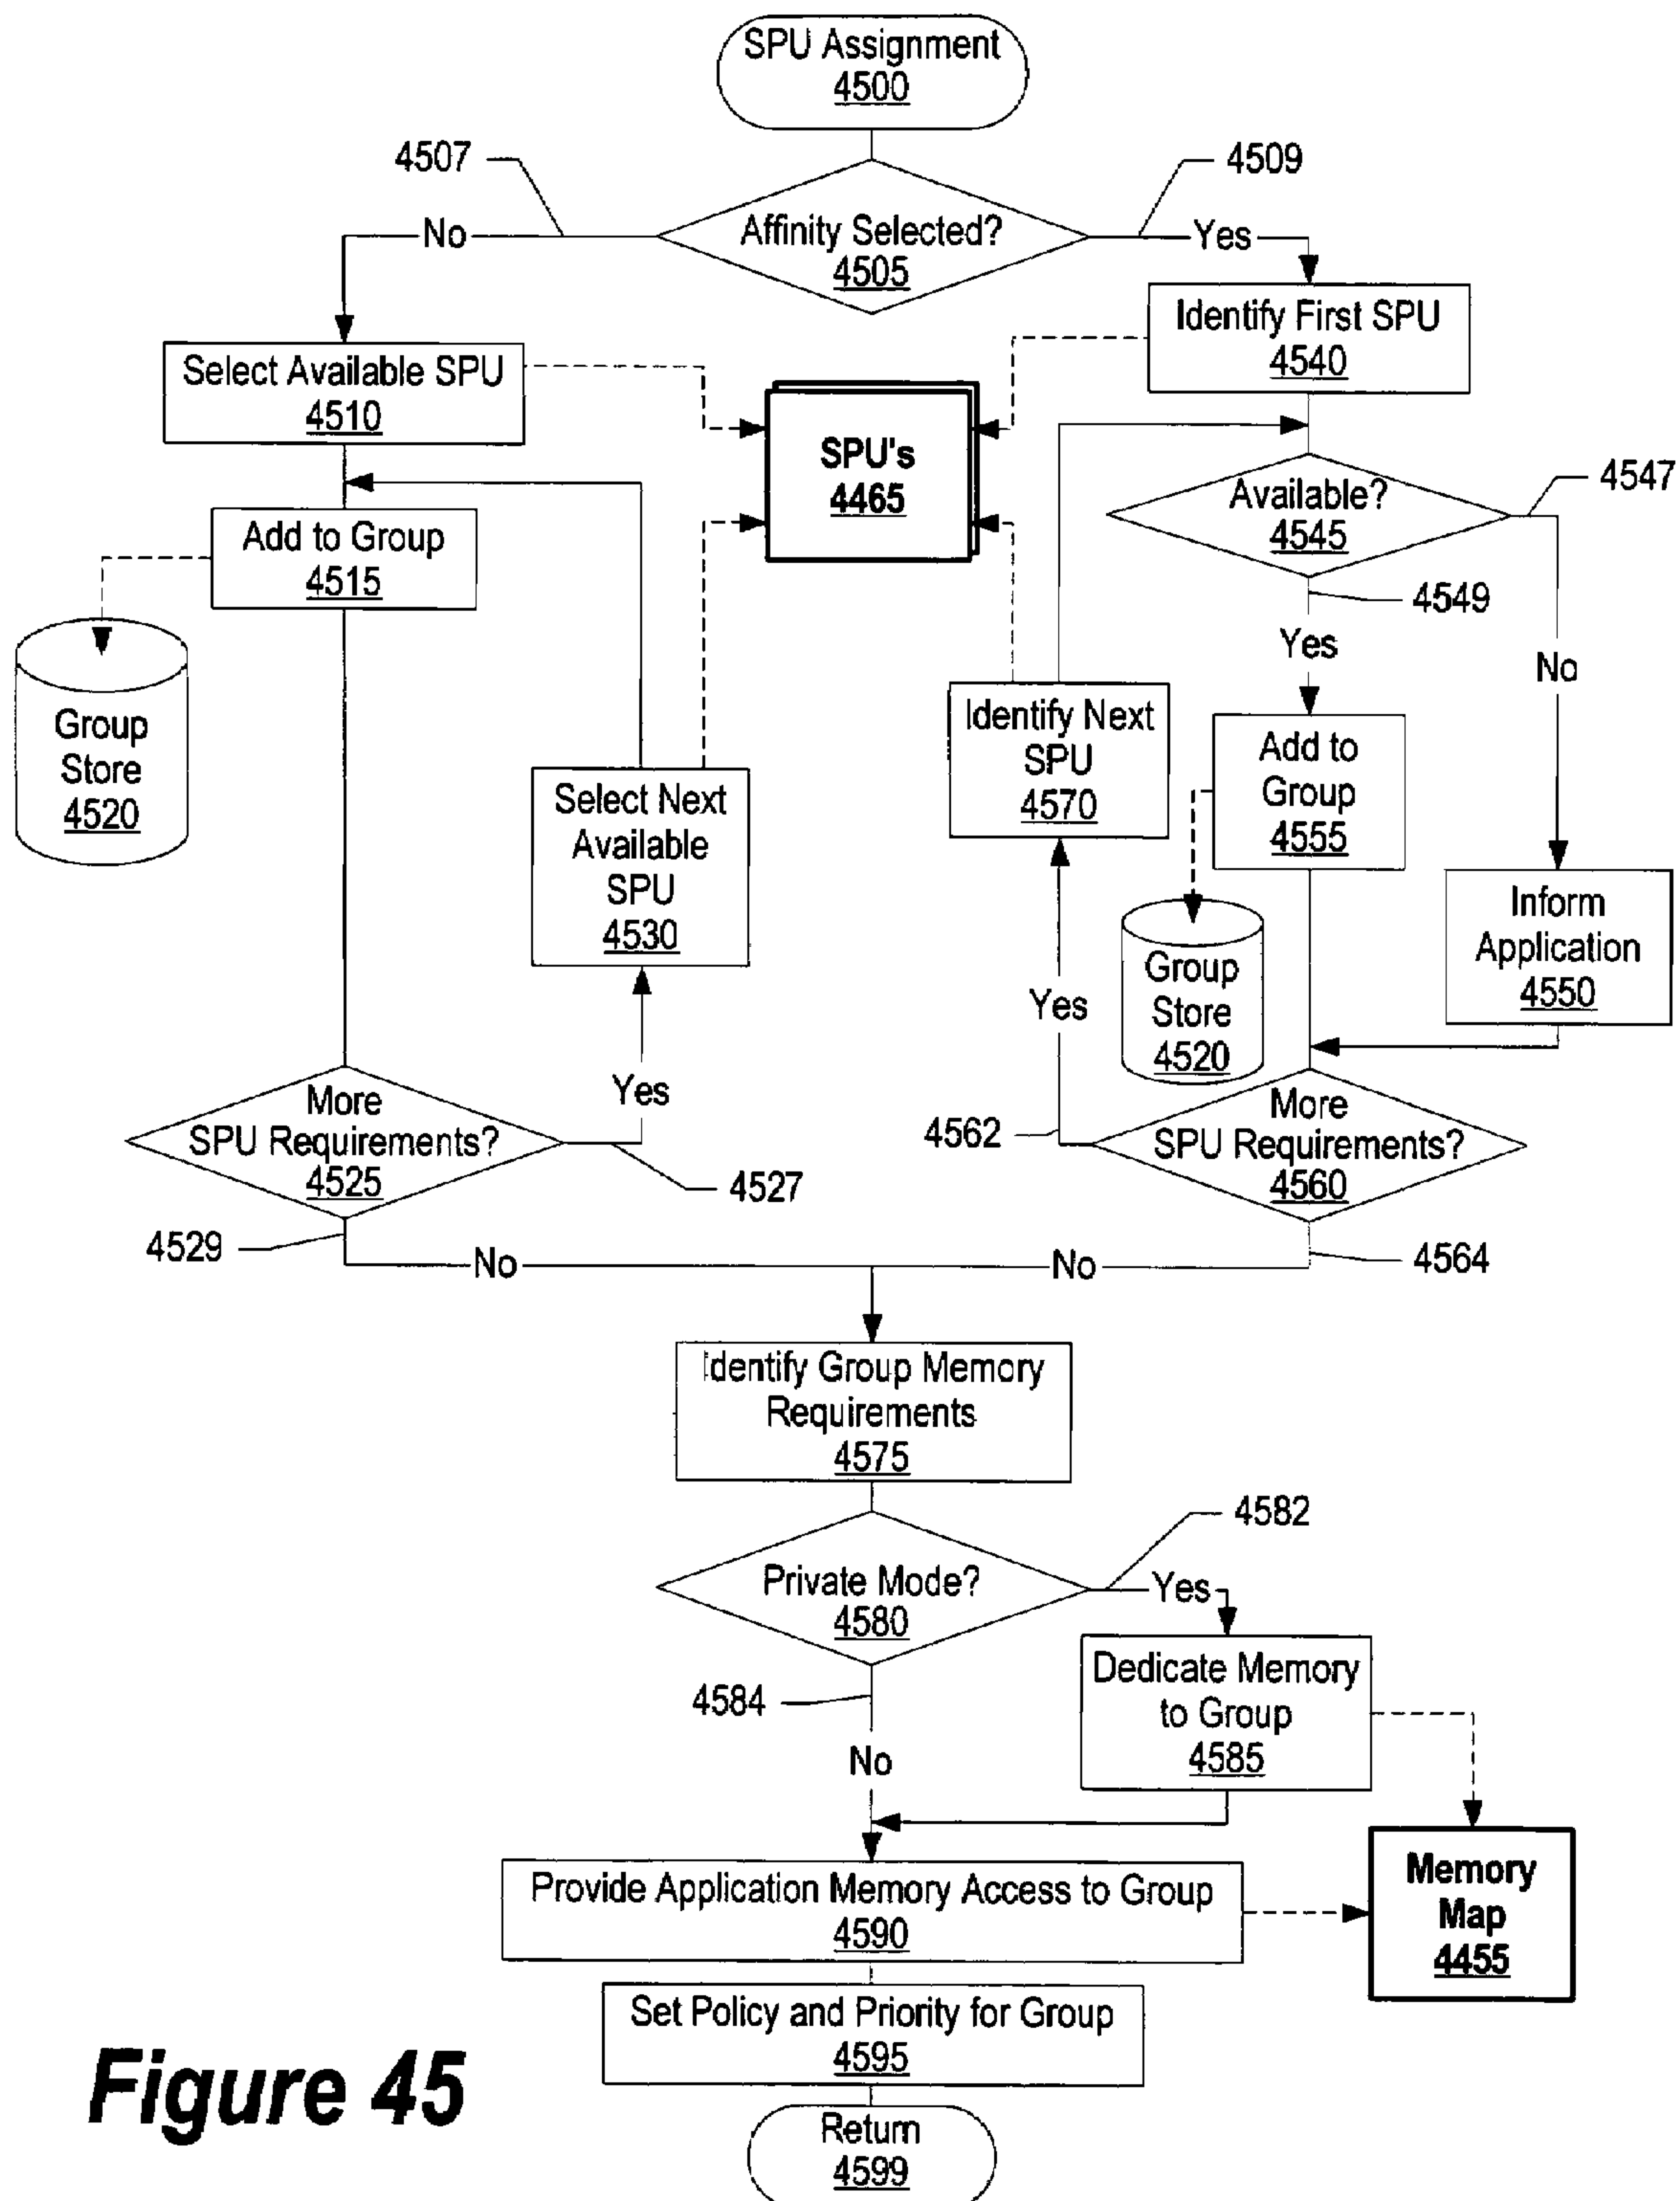 SPU Assignment
4500
4507
4509
No
Affinity Selected?
4505
Yes
Identify First SPU
4540
Select Available SPU
4510
SPU's
4465
Available?
4545
4547
Add to Group
4515
4549
Yes
No
Group
Store
4520
Identify Next
SPU
4570
Add to
Group
4555
Select Next
Available
SPU
4530
Inform
Application
4550
Group
Store
4520
Yes
Yes
More
SPU Requirements?
4525
4527
4562
More
SPU Requirements?
4560
4529
No
No
4564
Identify Group Memory
Requirements
4575
4582
Private Mode?
4580
Yes
4584
Dedicate Memory
to Group
4585
No
Provide Application Memory Access to Group
4590
Memory
Map
4455
Set Policy and Priority for Group
4595
Figure 45
Return
4599